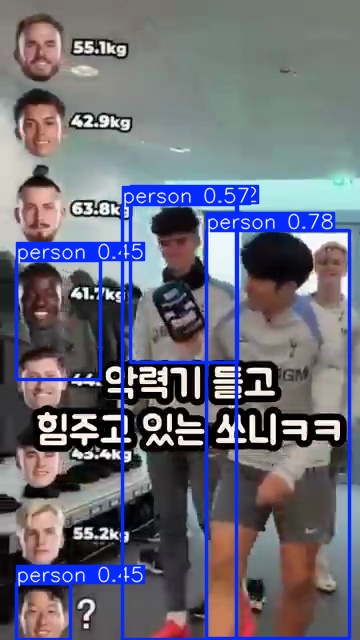 55.1kg
42.9kg
63.8kg
person 0.57
person 0.78
person 0.45
41.7kg
악력기 들고
힘주고 있는 쏘니ㅋㅋ
43.4kg
55.2kg
person 0.45
?